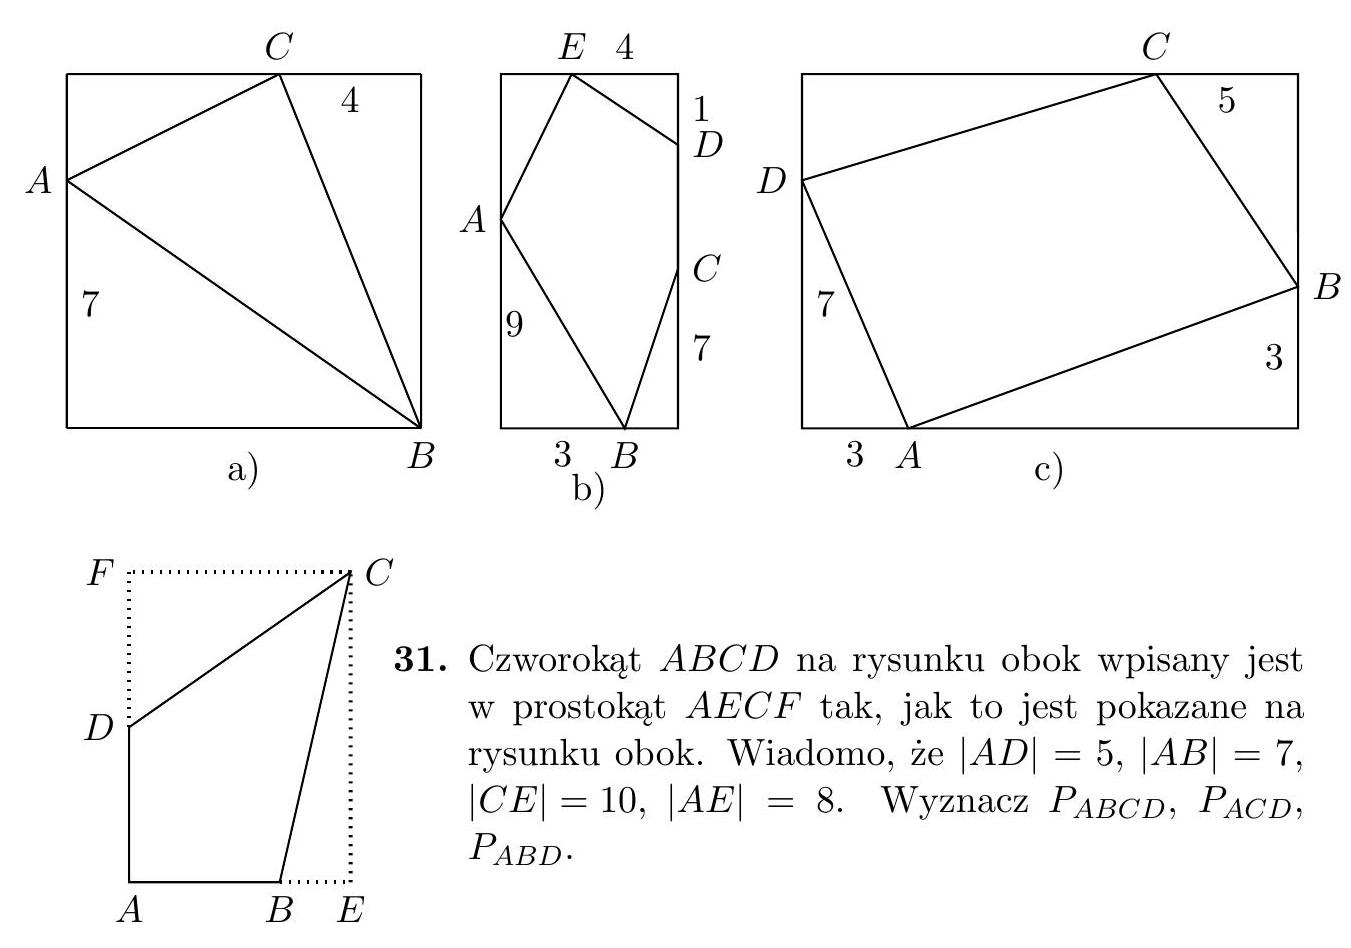 C
4
A
7
B
a)
E 4
1
D
A
C
9
7
3 B
b)
C
5
D
B
7
3
3 A
c)
F C
D
A B E
31. Czworokąt ABCD na rysunku obok wpisany jest
w prostokąt AECF tak, jak to jest pokazane na
rysunku obok. Wiadomo, że |AD| = 5, |AB| = 7,
|CE| = 10, |AE| = 8. Wyznacz P_{ABCD}, P_{ACD},
P_{ABD}.